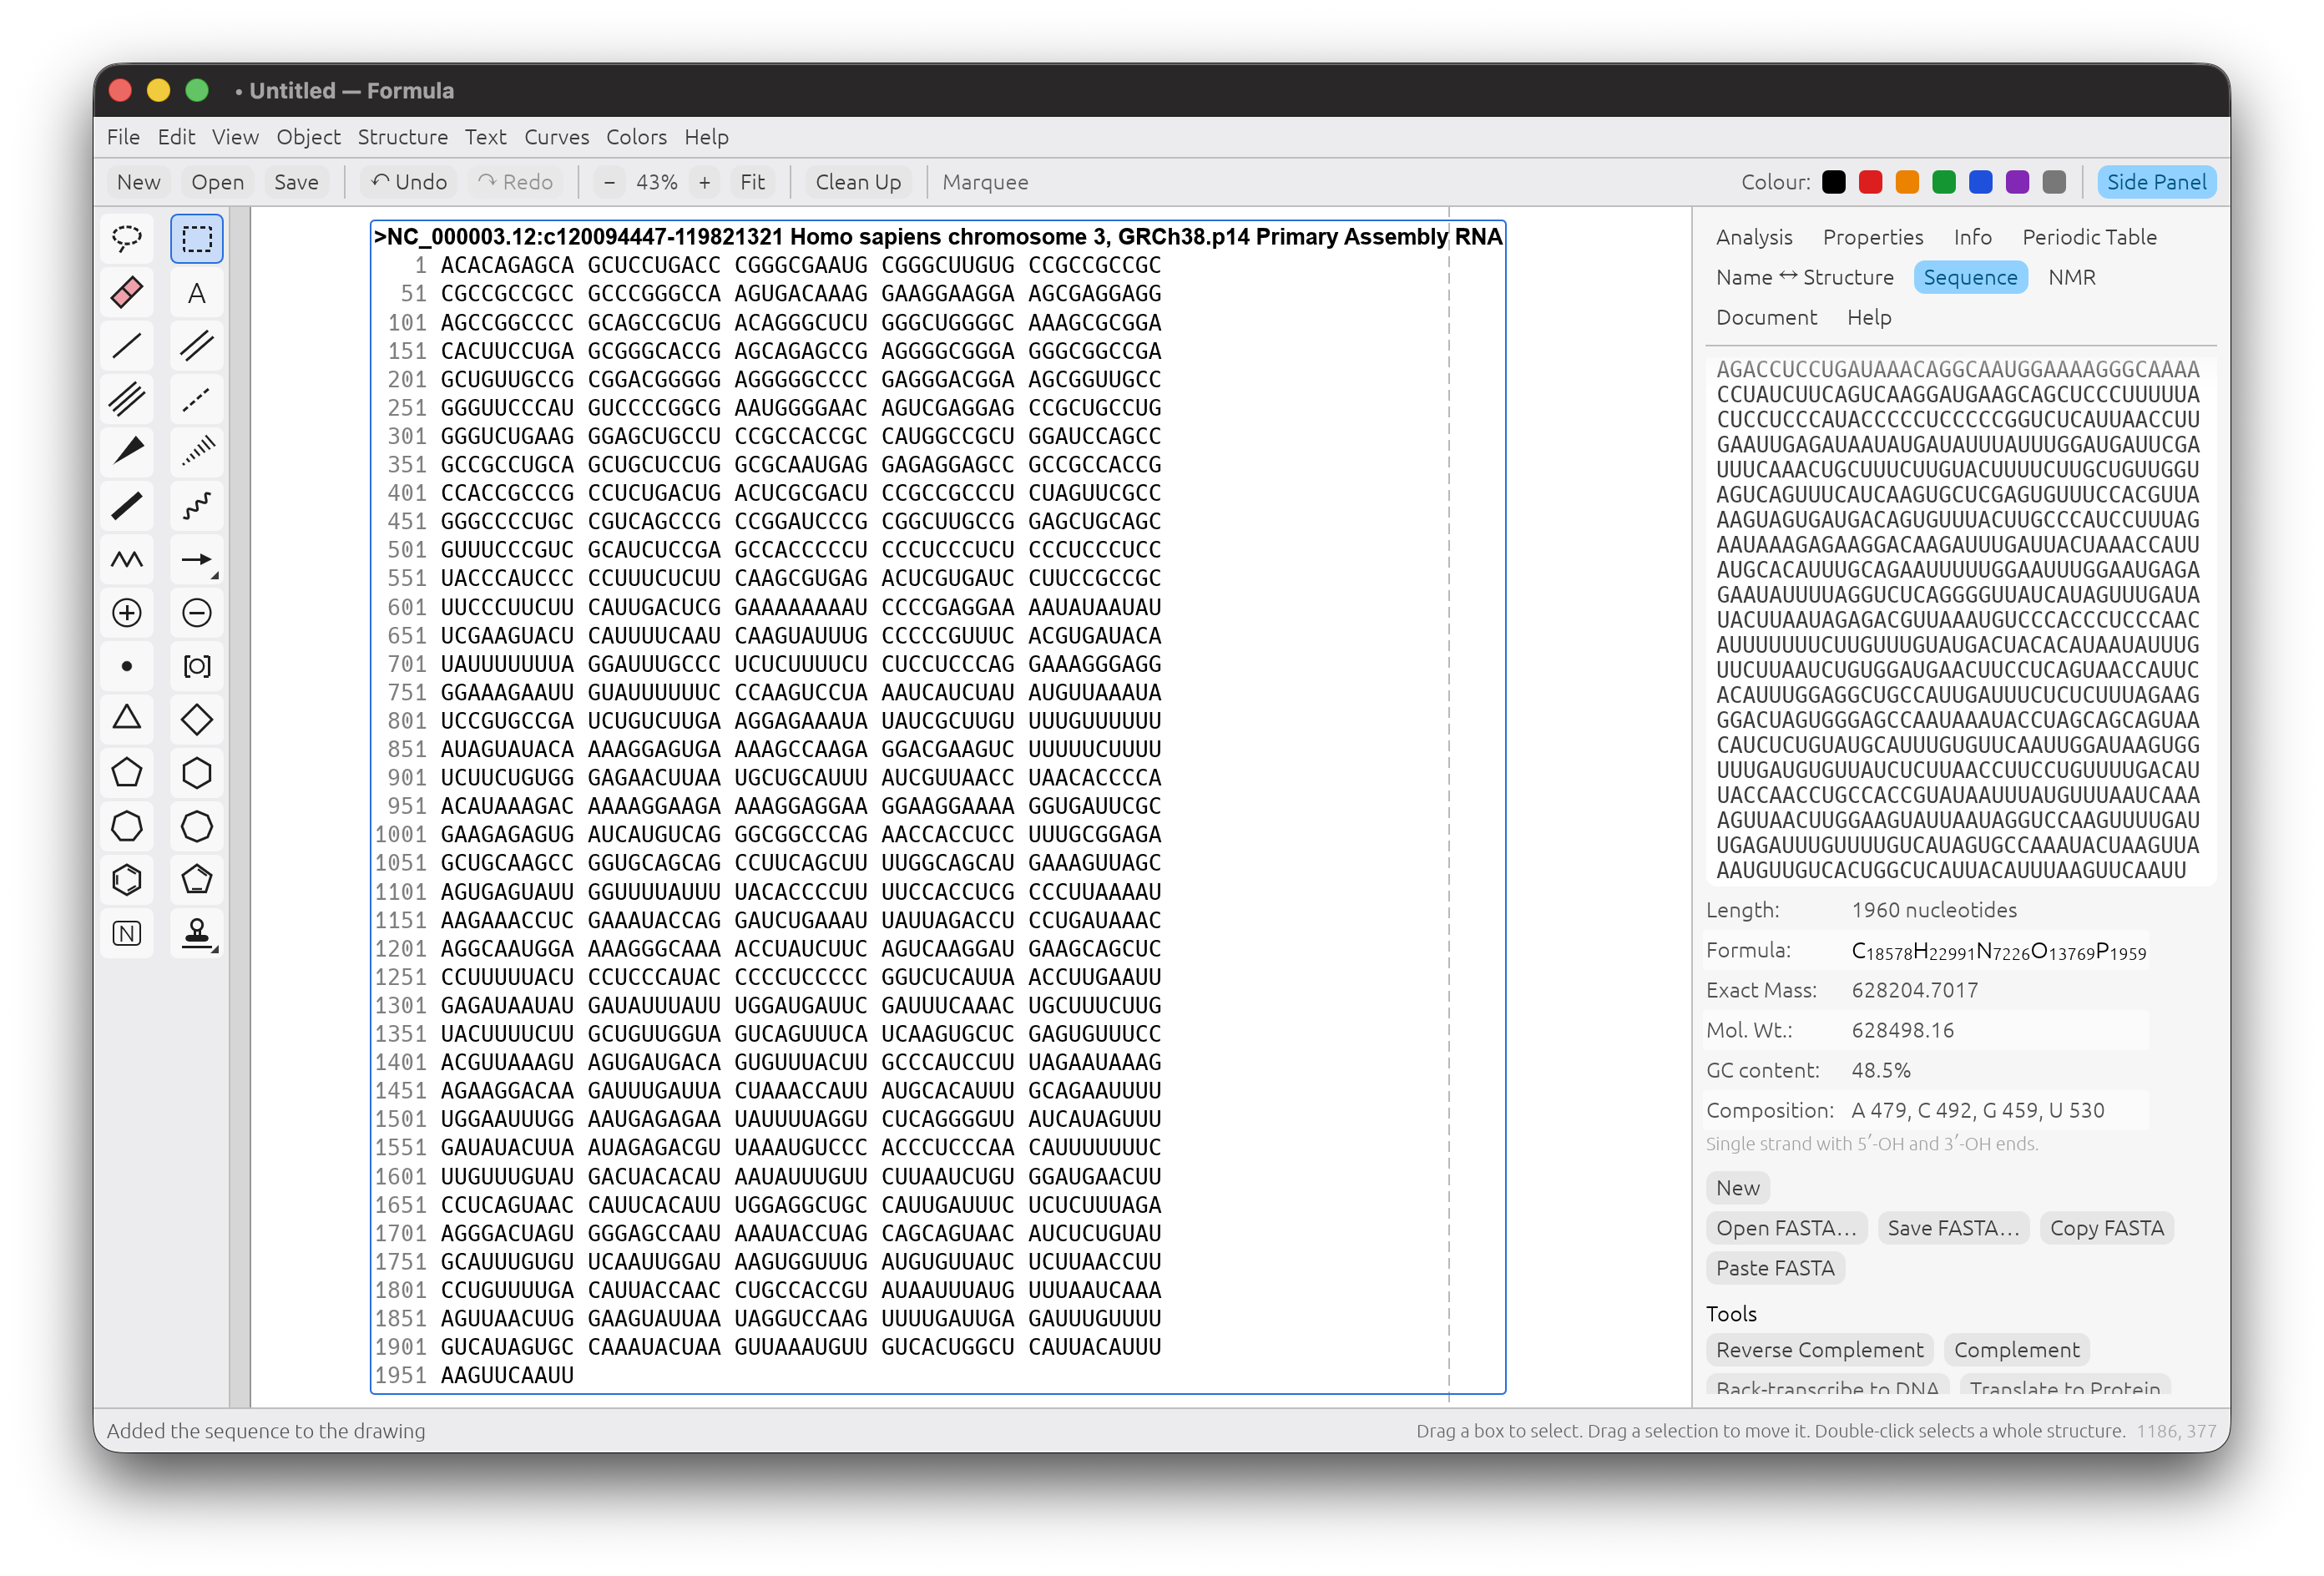 • Untitled — Formula
File Edit View Object Structure Text Curves Colors Help
New Open Save ↶ Undo ↷ Redo − 43% + Fit Clean Up Marquee Colour: Side Panel
>NC_000003.12:c120094447-119821321 Homo sapiens chromosome 3, GRCh38.p14 Primary Assembly RNA
1 ACACAGAGCA GCUCCUGACC CGGGCGAAUG CGGGCUUGUG CCGCCGCCGC
51 CGCCGCCGCC GCCCGGGCCA AGUGACAAAG GAAGGAAGGA AGCGAGGAGG
101 AGCCGGCCCC GCAGCCGCUG ACAGGGCUCU GGGCUGGGGC AAAGCGCGGA
151 CACUUCCUGA GCGGGCACCG AGCAGAGCCG AGGGGCGGGA GGGCGGCCGA
201 GCUGUUGCCG CGGACGGGGG AGGGGGCCCC GAGGGACGGA AGCGGUUGCC
251 GGGUUCCCAU GUCCCCGGCG AAUGGGGAAC AGUCGAGGAG CCGCUGCCUG
301 GGGUCUGAAG GGAGCUGCCU CCGCCACCGC CAUGGCCGCU GGAUCCAGCC
351 GCCGCCUGCA GCUGCUCCUG GCGCAAUGAG GAGAGGAGCC GCCGCCACCG
401 CCACCGCCCG CCUCUGACUG ACUCGCGACU CCGCCGCCCU CUAGUUCGCC
451 GGGCCCCUGC CGUCAGCCCG CCGGAUCCCG CGGCUUGCCG GAGCUGCAGC
501 GUUUCCCGUC GCAUCUCCGA GCCACCCCCU CCCUCCCUCU CCCUCCCUCC
551 UACCCAUCCC CCUUUCUCUU CAAGCGUGAG ACUCGUGAUC CUUCCGCCGC
601 UUCCCUUCUU CAUUGACUCG GAAAAAAAAU CCCCGAGGAA AAUAUAAUAU
651 UCGAAGUACU CAUUUUCAAU CAAGUAUUUG CCCCCGUUUC ACGUGAUACA
701 UAUUUUUUUA GGAUUUGCCC UCUCUUUUCU CUCCUCCCAG GAAAGGGAGG
751 GGAAAGAAUU GUAUUUUUUC CCAAGUCCUA AAUCAUCUAU AUGUUAAAUA
801 UCCGUGCCGA UCUGUCUUGA AGGAGAAAUA UAUCGCUUGU UUUGUUUUUU
851 AUAGUAUACA AAAGGAGUGA AAAGCCAAGA GGACGAAGUC UUUUUCUUUU
901 UCUUCUGUGG GAGAACUUAA UGCUGCAUUU AUCGUUAACC UAACACCCCA
951 ACAUAAAGAC AAAAGGAAGA AAAGGAGGAA GGAAGGAAAA GGUGAUUCGC
1001 GAAGAGAGUG AUCAUGUCAG GGCGGCCCAG AACCACCUCC UUUGCGGAGA
1051 GCUGCAAGCC GGUGCAGCAG CCUUCAGCUU UUGGCAGCAU GAAAGUUAGC
1101 AGUGAGUAUU GGUUUUAUUU UACACCCCUU UUCCACCUCG CCCUUAAAAU
1151 AAGAAACCUC GAAAUACCAG GAUCUGAAAU UAUUAGACCU CCUGAUAAAC
1201 AGGCAAUGGA AAAGGGCAAA ACCUAUCUUC AGUCAAGGAU GAAGCAGCUC
1251 CCUUUUUACU CCUCCCAUAC CCCCUCCCCC GGUCUCAUUA ACCUUGAAUU
1301 GAGAUAAUAU GAUAUUUAUU UGGAUGAUUC GAUUUCAAAC UGCUUUCUUG
1351 UACUUUUCUU GCUGUUGGUA GUCAGUUUCA UCAAGUGCUC GAGUGUUUCC
1401 ACGUUAAAGU AGUGAUGACA GUGUUUACUU GCCCAUCCUU UAGAAUAAAG
1451 AGAAGGACAA GAUUUGAUUA CUAAACCAUU AUGCACAUUU GCAGAAUUUU
1501 UGGAAUUUGG AAUGAGAGAA UAUUUUAGGU CUCAGGGGUU AUCAUAGUUU
1551 GAUAUACUUA AUAGAGACGU UAAAUGUCCC ACCCUCCCAA CAUUUUUUUC
1601 UUGUUUGUAU GACUACACAU AAUAUUUGUU CUUAAUCUGU GGAUGAACUU
1651 CCUCAGUAAC CAUUCACAUU UGGAGGCUGC CAUUGAUUUC UCUCUUUAGA
1701 AGGGACUAGU GGGAGCCAAU AAAUACCUAG CAGCAGUAAC AUCUCUGUAU
1751 GCAUUUGUGU UCAAUUGGAU AAGUGGUUUG AUGUGUUAUC UCUUAACCUU
1801 CCUGUUUUGA CAUUACCAAC CUGCCACCGU AUAAUUUAUG UUUAAUCAAA
1851 AGUUAACUUG GAAGUAUUAA UAGGUCCAAG UUUUGAUUGA GAUUUGUUUU
1901 GUCAUAGUGC CAAAUACUAA GUUAAAUGUU GUCACUGGCU CAUUACAUUU
1951 AAGUUCAAUU
Analysis Properties Info Periodic Table
Name ↔ Structure Sequence NMR
Document Help
AGACCUCCUGAUAAACAGGCAAUGGAAAAGGGCAAAA
CCUAUCUUCAGUCAAGGAUGAAGCAGCUCCCUUUUUA
CUCCUCCCAUACCCCCUCCCCCGGUCUCAUUAACCUU
GAAUUGAGAUAAUAUGAUAUUUAUUUGGAUGAUUCGA
UUUCAAACUGCUUUCUUGUACUUUUCUUGCUGUUGGU
AGUCAGUUUCAUCAAGUGCUCGAGUGUUUCCACGUUA
AAGUAGUGAUGACAGUGUUUACUUGCCCAUCCUUUAG
AAUAAAGAGAAGGACAAGAUUUGAUUACUAAACCAUU
AUGCACAUUUGCAGAAUUUUUGGAAUUUGGAAUGAGA
GAAUAUUUUAGGUCUCAGGGGUUAUCAUAGUUUGAUA
UACUUAAUAGAGACGUUAAAUGUCCCACCCUCCCAAC
AUUUUUUUCUUGUUUGUAUGACUACACAUAAUAUUUG
UUCUUAAUCUGUGGAUGAACUUCCUCAGUAACCAUUC
ACAUUUGGAGGCUGCCAUUGAUUUCUCUCUUUAGAAG
GGACUAGUGGGAGCCAAUAAAUACCUAGCAGCAGUAA
CAUCUCUGUAUGCAUUUGUGUUCAAUUGGAUAAGUGG
UUUGAUGUGUUAUCUCUUAACCUUCCUGUUUUGACAU
UACCAACCUGCCACCGUAUAAUUUAUGUUUAAUCAAA
AGUUAACUUGGAAGUAUUAAUAGGUCCAAGUUUUGAU
UGAGAUUUGUUUUGUCAUAGUGCCAAAUACUAAGUUA
AAUGUUGUCACUGGCUCAUUACAUUUAAGUUCAAUU
Length: 1960 nucleotides
Formula: C₁₈₅₇₈H₂₂₉₉₁N₇₂₂₆O₁₃₇₆₉P₁₉₅₉
Exact Mass: 628204.7017
Mol. Wt.: 628498.16
GC content: 48.5%
Composition: A 479, C 492, G 459, U 530
Single strand with 5′-OH and 3′-OH ends.
New
Open FASTA… Save FASTA… Copy FASTA
Paste FASTA
Tools
Reverse Complement Complement
Back-transcribe to DNA Translate to Protein
A
N
Added the sequence to the drawing
Drag a box to select. Drag a selection to move it. Double-click selects a whole structure. 1186, 377